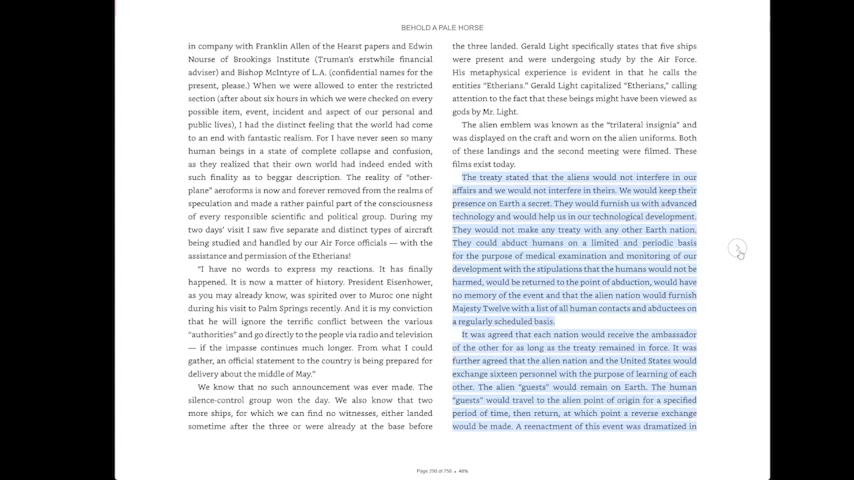 BEHOLD A PALE HORSE
in company with Franklin Allen of the Hearst papers and Edwin
Nourse of Brookings Institute (Truman's erstwhile financial
adviser) and Bishop McIntyre of L.A. (confidential names for the
present, please.) When we were allowed to enter the restricted
section (after about six hours in which we were checked on every
possible item, event, incident and aspect of our personal and
public lives), I had the distinct feeling that the world had come
to an end with fantastic realism. For I have never seen so many
human beings in a state of complete collapse and confusion,
as they realized that their own world had indeed ended with
such finality as to beggar description. The reality of "other-
plane" aeroforms is now and forever removed from the realms of
speculation and made a rather painful part of the consciousness
of every responsible scientific and political group. During my
two days' visit I saw five separate and distinct types of aircraft
being studied and handled by our Air Force officials — with the
assistance and permission of the Etherians!
"I have no words to express my reactions. It has finally
happened. It is now a matter of history. President Eisenhower,
as you may already know, was spirited over to Muroc one night
during his visit to Palm Springs recently. And it is my conviction
that he will ignore the terrific conflict between the various
"authorities" and go directly to the people via radio and television
— if the impasse continues much longer. From what I could
gather, an official statement to the country is being prepared for
delivery about the middle of May."
We know that no such announcement was ever made. The
silence-control group won the day. We also know that two
more ships, for which we can find no witnesses, either landed
sometime after the three or were already at the base before
the three landed. Gerald Light specifically states that five ships
were present and were undergoing study by the Air Force.
His metaphysical experience is evident in that he calls the
entities "Etherians." Gerald Light capitalized "Etherians," calling
attention to the fact that these beings might have been viewed as
gods by Mr. Light.
The alien emblem was known as the "trilateral insignia" and
was displayed on the craft and worn on the alien uniforms. Both
of these landings and the second meeting were filmed. These
films exist today.
The treaty stated that the aliens would not interfere in our
affairs and we would not interfere in theirs. We would keep their
presence on Earth a secret. They would furnish us with advanced
technology and would help us in our technological development.
They would not make any treaty with any other Earth nation.
They could abduct humans on a limited and periodic basis
for the purpose of medical examination and monitoring of our
development with the stipulations that the humans would not be
harmed, would be returned to the point of abduction, would have
no memory of the event and that the alien nation would furnish
Majesty Twelve with a list of all human contacts and abductees on
a regularly scheduled basis.
It was agreed that each nation would receive the ambassador
of the other for as long as the treaty remained in force. It was
further agreed that the alien nation and the United States would
exchange sixteen personnel with the purpose of learning of each
other. The alien "guests" would remain on Earth. The human
"guests" would travel to the alien point of origin for a specified
period of time, then return, at which point a reverse exchange
would be made. A reenactment of this event was dramatized in
Page 290 of 750 • 48%